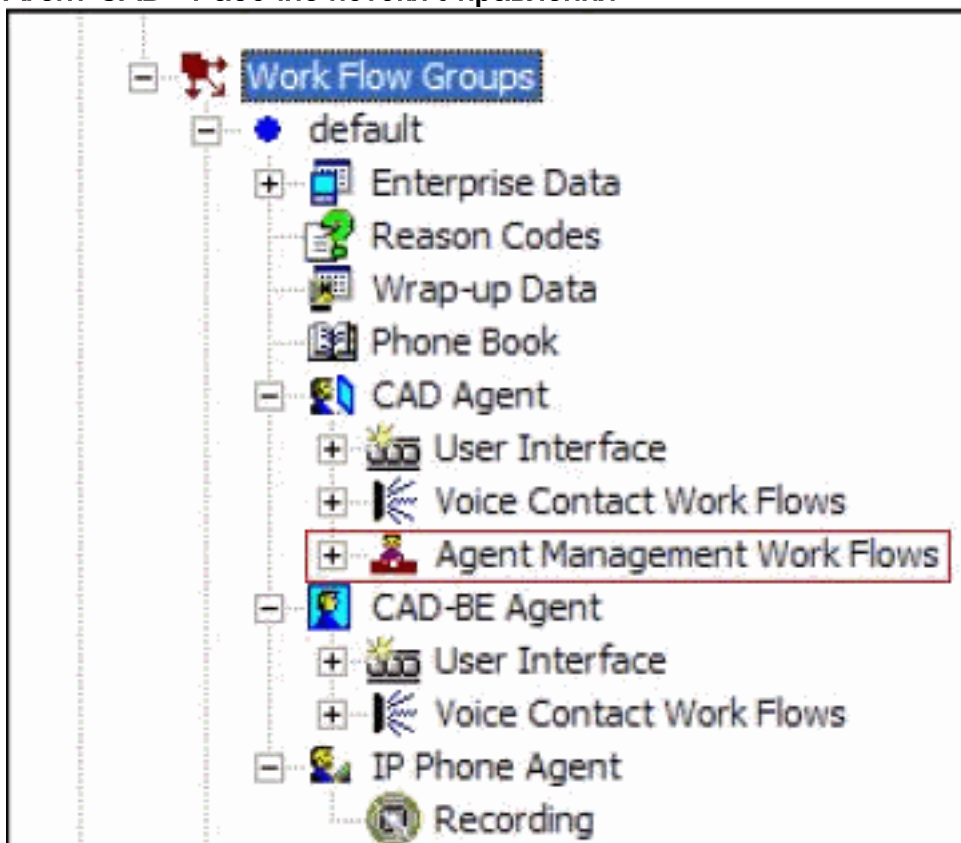 Work Flow Groups
default
Enterprise Data
Reason Codes
Wrap-up Data
Phone Book
CAD Agent
User Interface
Voice Contact Work Flows
Agent Management Work Flows
CAD-BE Agent
User Interface
Voice Contact Work Flows
IP Phone Agent
Recording